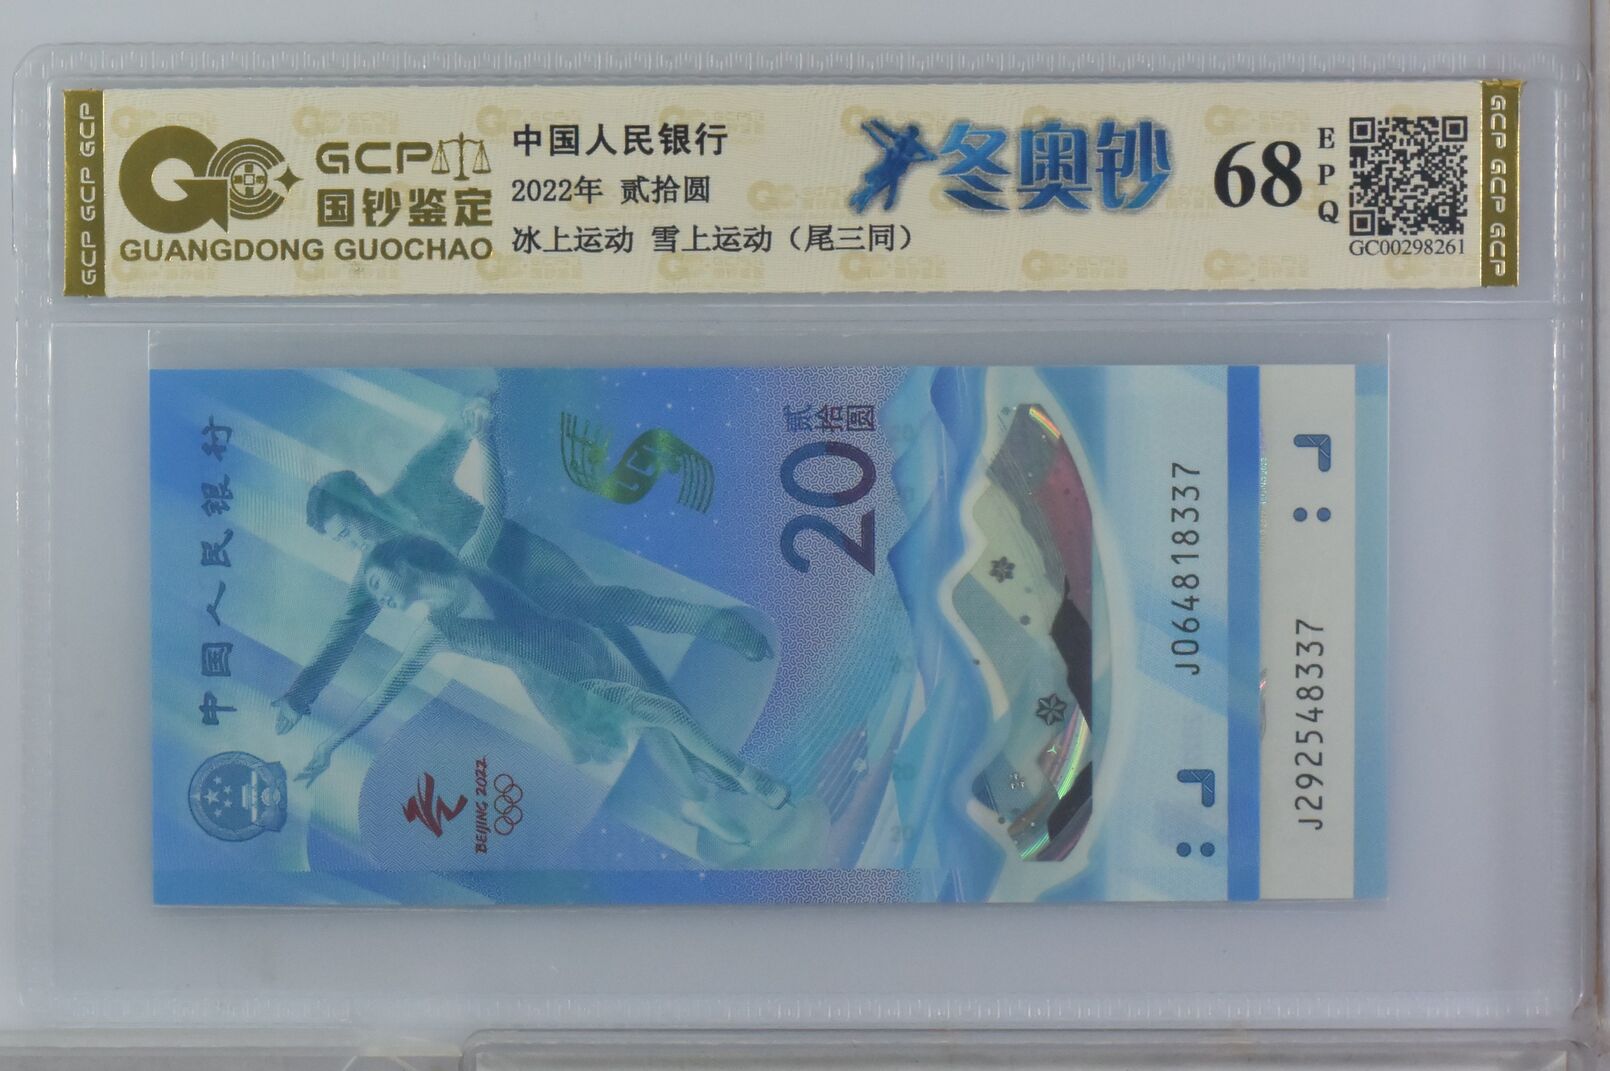 GCP GCP GCP
GCP
国钞鉴定
GUANGDONG GUOCHAO
中国人民银行
2022年 贰拾圆
冰上运动 雪上运动（尾三同）
冬奥钞
68
EPQ
GC00298261
GCP GCP GCP
中国人民银行
BEIJING 2022
贰拾圆
20
J064818337
J292548337